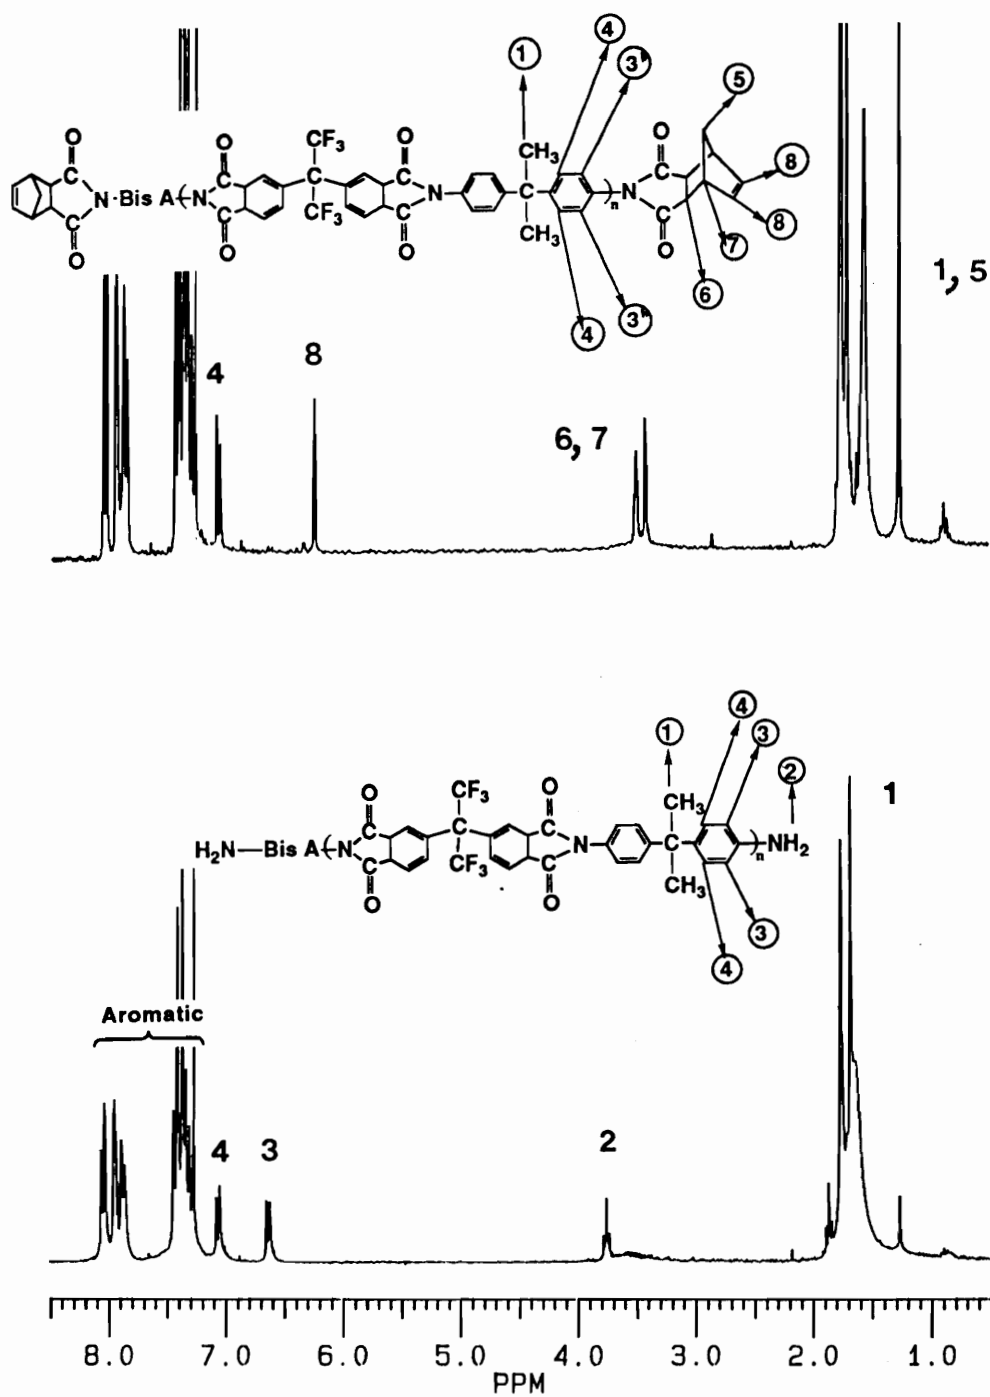 4
1
3"
5
O
O
CF₃
O
O
CH₃
O
8
N-Bis A(N
C
N
C
N
n
8
CF₃
CH₃
O
O
O
O
O
7
6
4
3"
1, 5
4
8
6, 7
4
1
3
2
1
O
CF₃
O
CH₃
H₂N—Bis A(N
C
N
C
n
NH₂
O
CF₃
O
CH₃
3
4
Aromatic
4
3
2
8.0 7.0 6.0 5.0 4.0 3.0 2.0 1.0
PPM